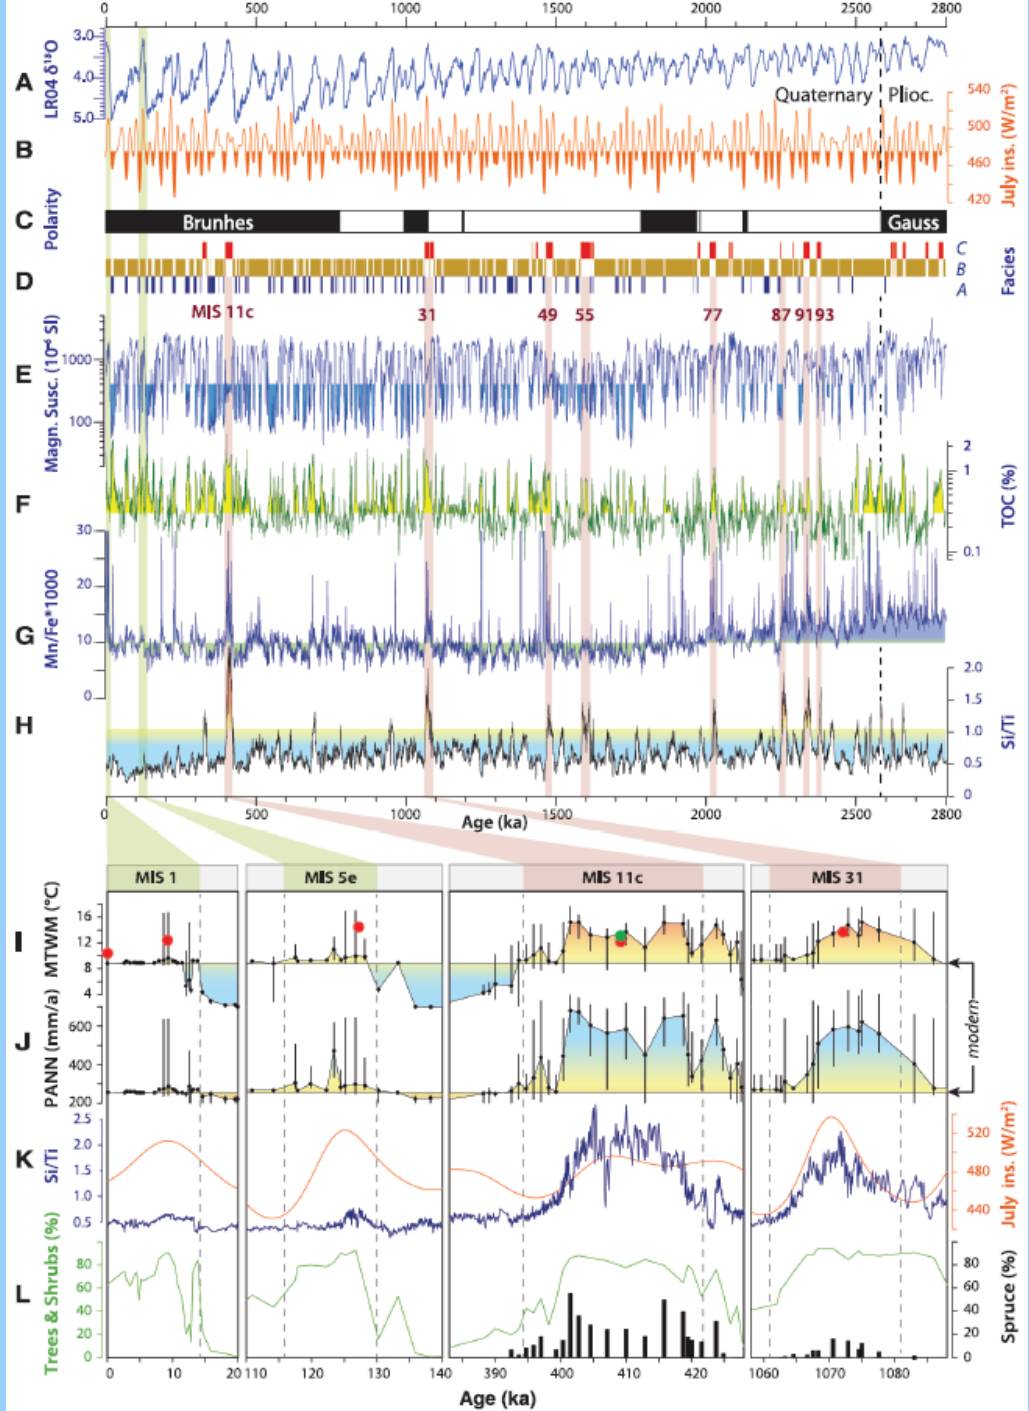 0 500 1000 1500 2000 2500 2800
A
LR04 δ¹⁸O
3.0
4.0
5.0
Quaternary Plioc.
B
540
500
460
420
July ins. (W/m²)
C
Polarity
Brunhes
Gauss
D
C
B
A
Facies
MIS 11c 31 49 55 77 87 91 93
E
Magn. Susc. (10⁻⁶ SI)
1000
100
F
2
1
0.1
TOC (%)
G
Mn/Fe*1000
30
20
10
0
H
2.0
1.5
1.0
0.5
0
Si/Ti
0 500 1000 1500 2000 2500 2800
Age (ka)
MIS 1 MIS 5e MIS 11c MIS 31
I
MTWM (°C)
16
12
8
4
J
PANN (mm/a)
600
400
200
modern
K
Si/Ti
2.5
2.0
1.5
1.0
0.5
520
480
440
July ins. (W/m²)
L
Trees & Shrubs (%)
80
60
40
20
0
80
60
40
20
0
Spruce (%)
0 10 20 110 120 130 140 390 400 410 420 1060 1070 1080
Age (ka)